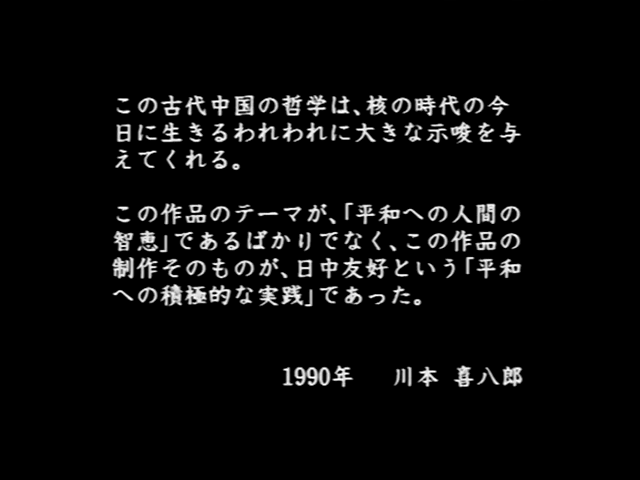 この古代中国の哲学は、核の時代の今
日に生きるわれわれに大きな示唆を与
えてくれる。
この作品のテーマが、「平和への人間の
智恵」であるばかりでなく、この作品の
制作そのものが、日中友好という「平和
への積極的な実践」であった。
1990年 川本 喜八郎